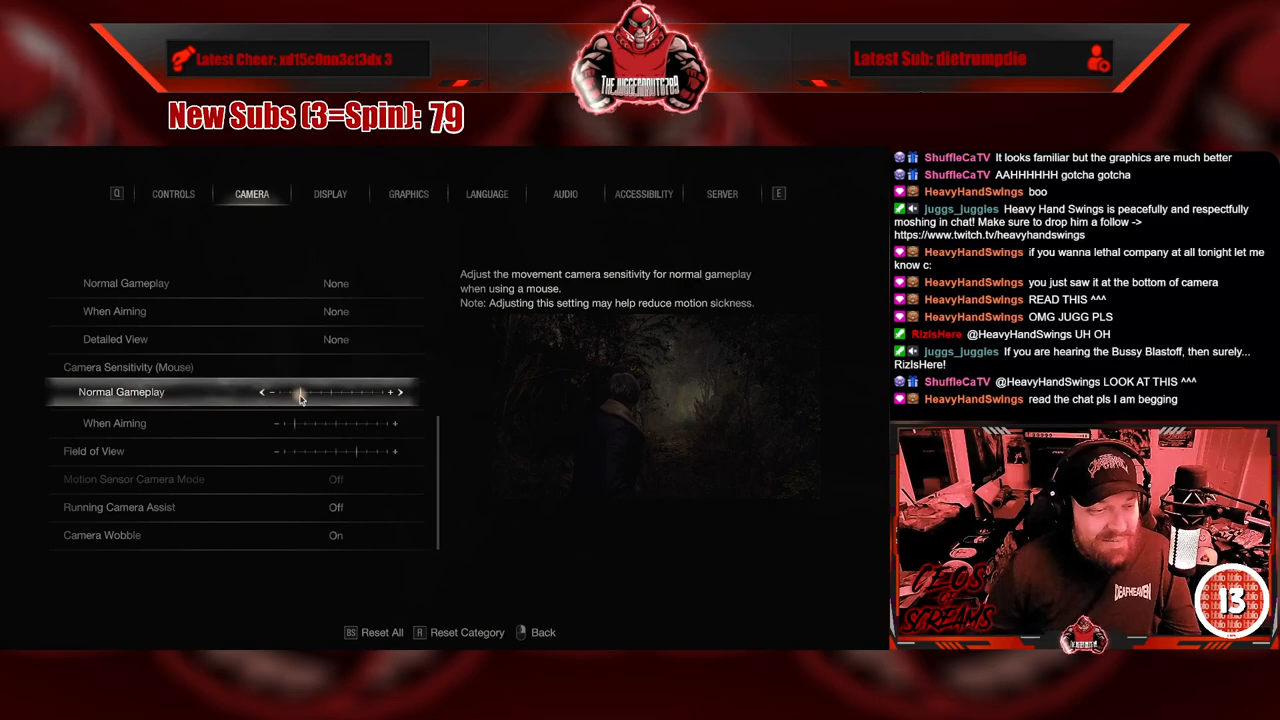 Latest Cheer: xd15c0nn3ct3dx 3
THEJUGGERNAUT6789
Latest Sub: dietrumpdie
New Subs (3=Spin): 79
Q CONTROLS CAMERA DISPLAY GRAPHICS LANGUAGE AUDIO ACCESSIBILITY SERVER E
Normal Gameplay None
When Aiming None
Detailed View None
Camera Sensitivity (Mouse)
Normal Gameplay
When Aiming
Field of View
Motion Sensor Camera Mode Off
Running Camera Assist Off
Camera Wobble On
Adjust the movement camera sensitivity for normal gameplay
when using a mouse.
Note: Adjusting this setting may help reduce motion sickness.
BS Reset All R Reset Category Back
ShuffleCaTV It looks familiar but the graphics are much better
ShuffleCaTV AAHHHHHH gotcha gotcha
HeavyHandSwings boo
juggs_juggles Heavy Hand Swings is peacefully and respectfully
moshing in chat! Make sure to drop him a follow ->
https://www.twitch.tv/heavyhandswings
HeavyHandSwings if you wanna lethal company at all tonight let me
know c:
HeavyHandSwings you just saw it at the bottom of camera
HeavyHandSwings READ THIS ^^^
HeavyHandSwings OMG JUGG PLS
RizIsHere @HeavyHandSwings UH OH
juggs_juggles If you are hearing the Bussy Blastoff, then surely...
RizIsHere!
ShuffleCaTV @HeavyHandSwings LOOK AT THIS ^^^
HeavyHandSwings read the chat pls I am begging
DEAFHEAVEN
CEOS
OF
SCREAMS
13